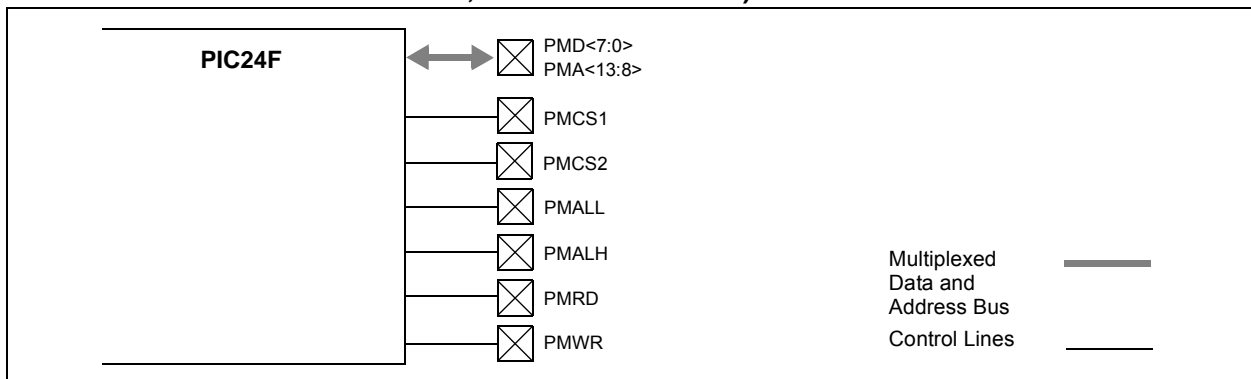 PIC24F
PMD<7:0>
PMA<13:8>
PMCS1
PMCS2
PMALL
PMALH
PMRD
PMWR
Multiplexed
Data and
Address Bus
Control Lines